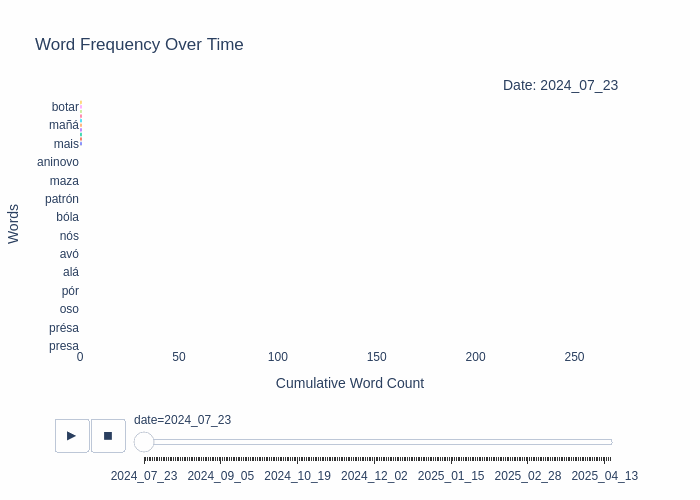 Word Frequency Over Time
Date: 2024_07_23
Words
botar
mañá
mais
aninovo
maza
patrón
bóla
nós
avó
alá
pór
oso
présa
presa
0 50 100 150 200 250
Cumulative Word Count
date=2024_07_23
2024_07_23 2024_09_05 2024_10_19 2024_12_02 2025_01_15 2025_02_28 2025_04_13